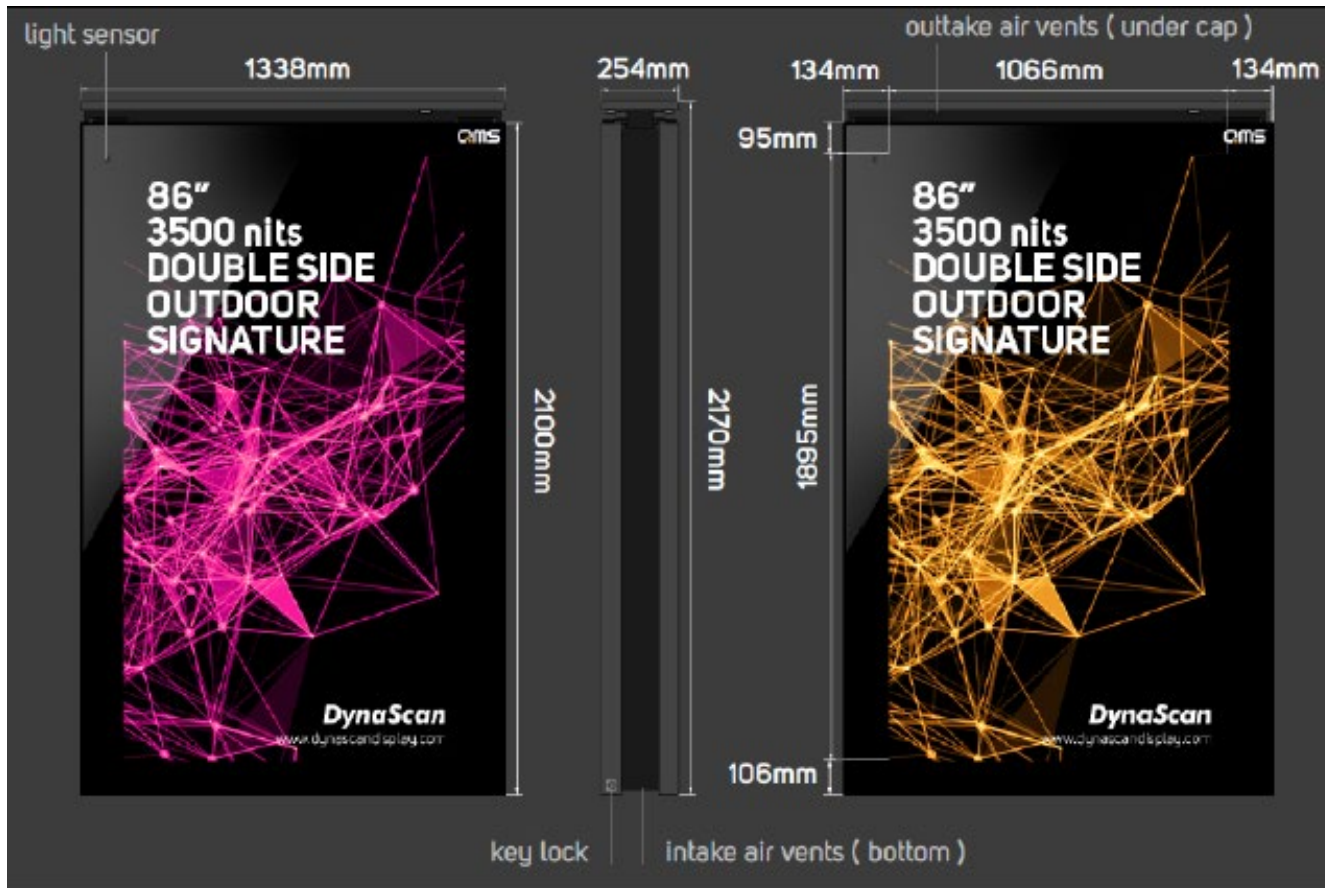 light sensor
outtake air vents ( under cap )
1338mm
254mm
134mm
1066mm
134mm
QMS
95mm
QMS
86”
3500 nits
DOUBLE SIDE
OUTDOOR
SIGNATURE
86”
3500 nits
DOUBLE SIDE
OUTDOOR
SIGNATURE
2100mm
2170mm
1895mm
DynaScan
www.dynascandisplay.com
DynaScan
www.dynascandisplay.com
106mm
key lock
intake air vents ( bottom )